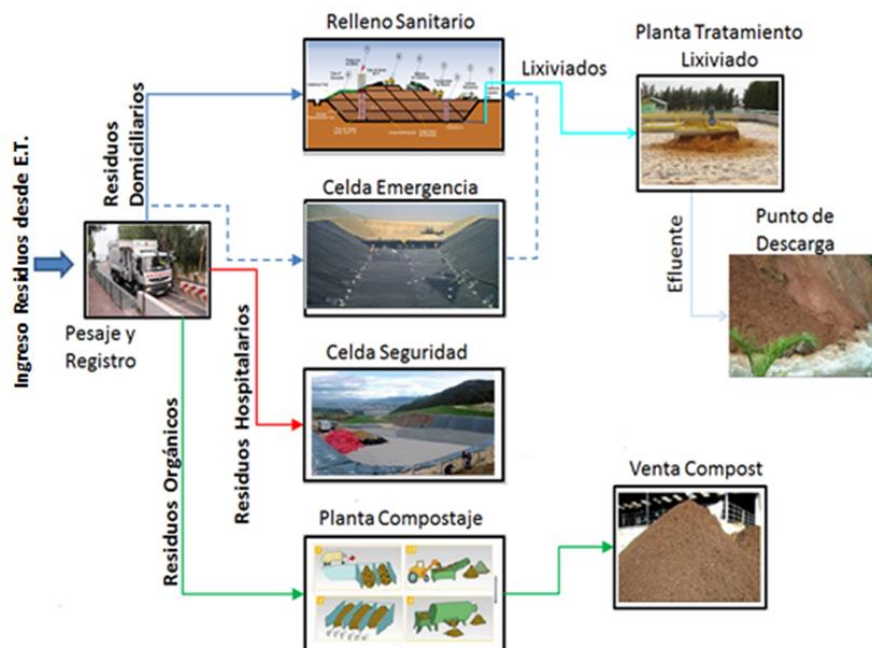 Relleno Sanitario
Planta Tratamiento
Lixiviado
Lixiviados
Residuos
Domiciliarios
Ingreso Residuos desde E.T.
Celda Emergencia
Punto de
Descarga
Efluente
Pesaje y
Registro
Celda Seguridad
Residuos Orgánicos
Residuos Hospitalarios
Venta Compost
Planta Compostaje